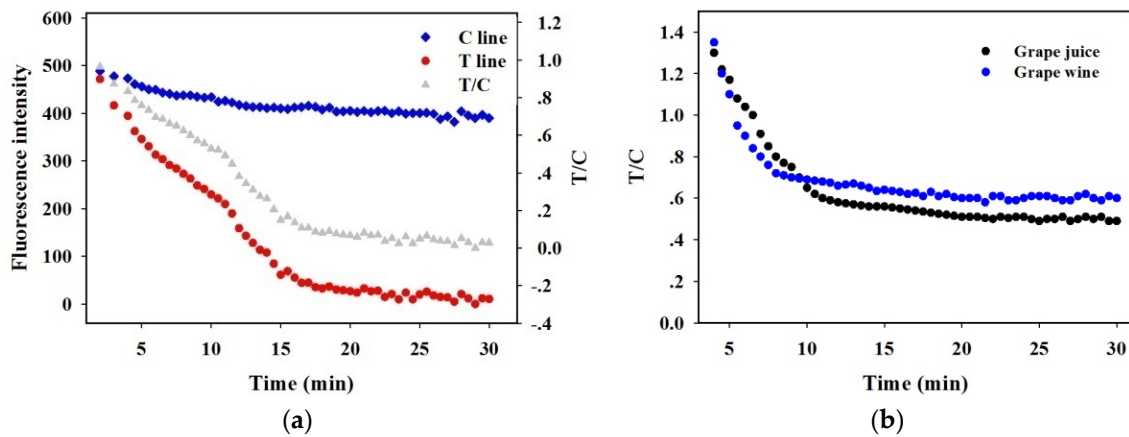 600
500
400
300
200
100
0
Fluorescence intensity
1.2
1.0
.8
.6
.4
.2
0.0
-.2
-.4
T/C
C line
T line
T/C
5 10 15 20 25 30
Time (min)
(a)
1.6
1.4
1.2
1.0
.8
.6
.4
.2
0.0
T/C
Grape juice
Grape wine
5 10 15 20 25 30
Time (min)
(b)